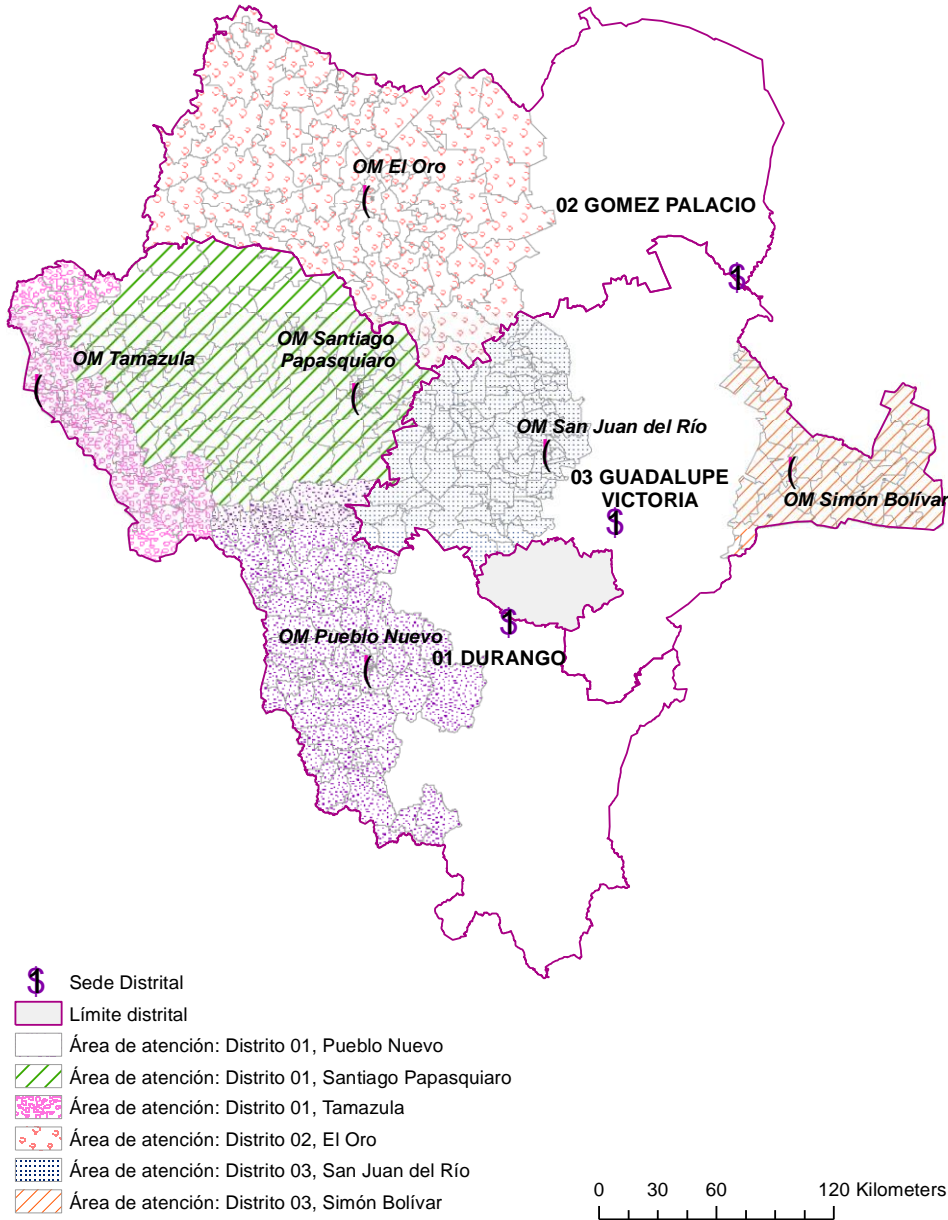 OM El Oro
02 GOMEZ PALACIO
OM Santiago
Papasquiaro
OM Tamazula
OM San Juan del Río
03 GUADALUPE
VICTORIA
OM Simón Bolívar
OM Pueblo Nuevo
01 DURANGO
Sede Distrital
Límite distrital
Área de atención: Distrito 01, Pueblo Nuevo
Área de atención: Distrito 01, Santiago Papasquiaro
Área de atención: Distrito 01, Tamazula
Área de atención: Distrito 02, El Oro
Área de atención: Distrito 03, San Juan del Río
Área de atención: Distrito 03, Simón Bolívar
0 30 60 120 Kilometers